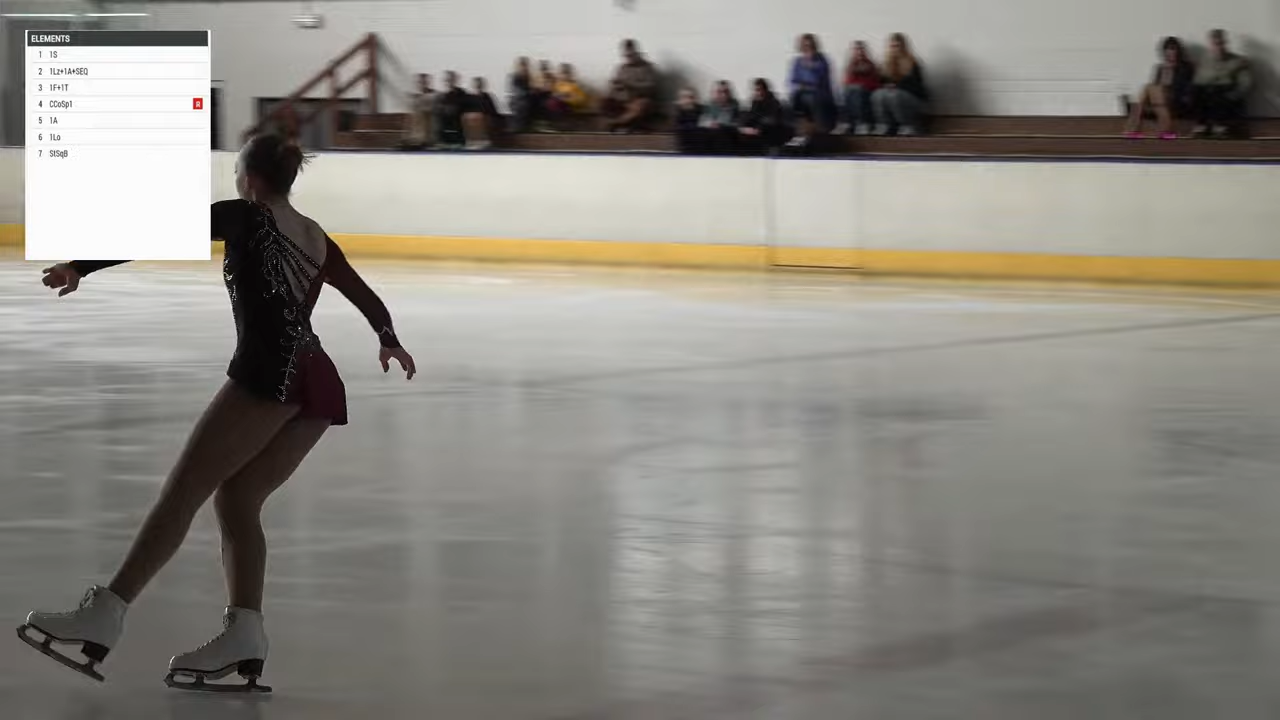 ELEMENTS
1 1S
2 1Lz+1A+SEQ
3 1F+1T
4 CCoSp1 R
5 1A
6 1Lo
7 StSqB